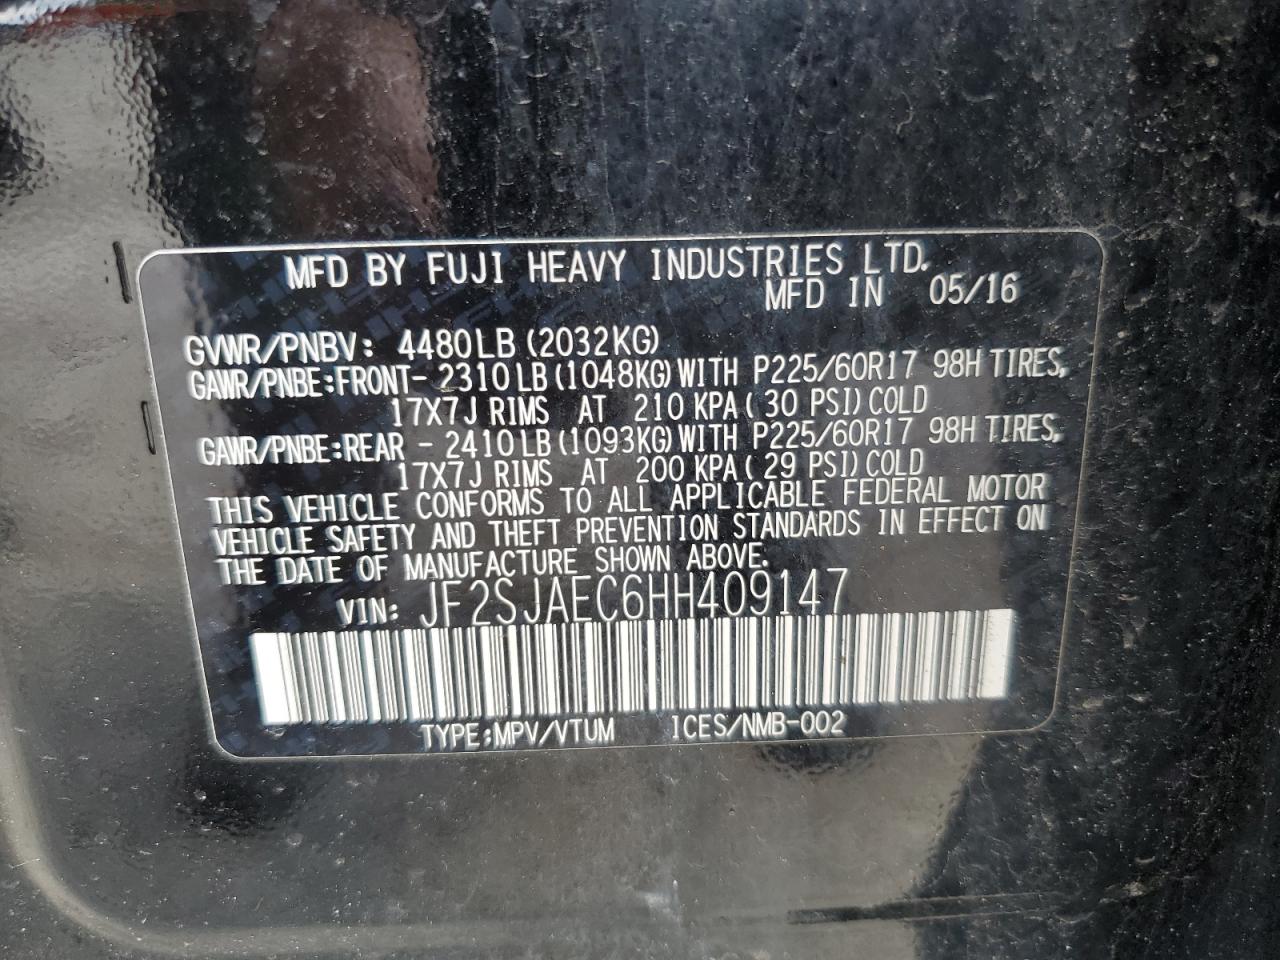 MFD BY FUJI HEAVY INDUSTRIES LTD.
MFD IN 05/16
GVWR/PNBV: 4480LB (2032KG)
GAWR/PNBE:FRONT- 2310LB (1048KG) WITH P225/60R17 98H TIRES,
17X7J RIMS AT 210 KPA ( 30 PSI) COLD
GAWR/PNBE:REAR - 2410LB (1093KG) WITH P225/60R17 98H TIRES,
17X7J RIMS AT 200 KPA ( 29 PSI) COLD
THIS VEHICLE CONFORMS TO ALL APPLICABLE FEDERAL MOTOR
VEHICLE SAFETY AND THEFT PREVENTION STANDARDS IN EFFECT ON
THE DATE OF MANUFACTURE SHOWN ABOVE.
VIN: JF2SJAEC6HH409147
TYPE:MPV/VTUM ICES/NMB-002